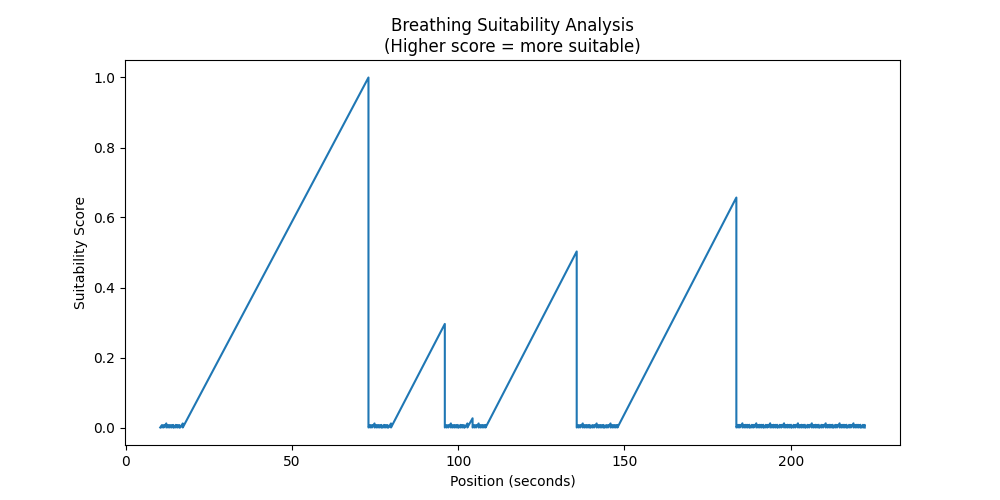 Breathing Suitability Analysis
(Higher score = more suitable)
Suitability Score
1.0
0.8
0.6
0.4
0.2
0.0
0
50
100
150
200
Position (seconds)